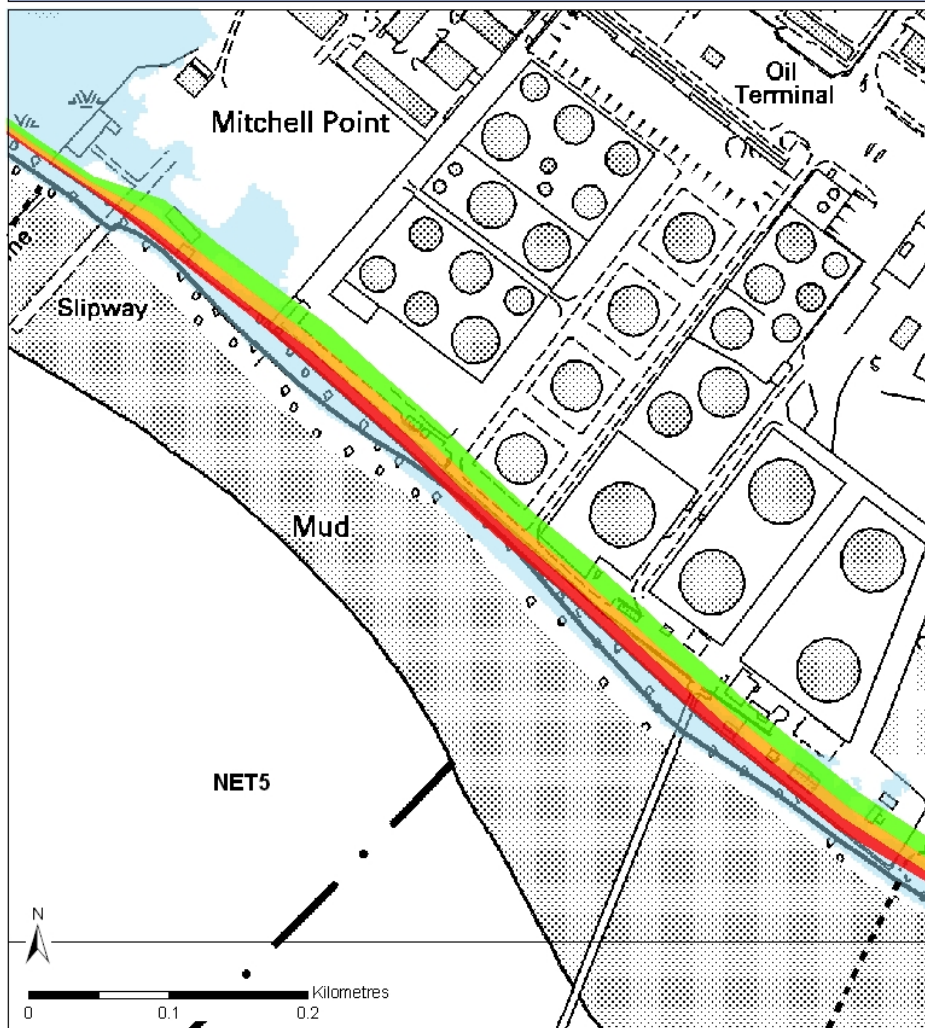 Oil
Terminal
Mitchell Point
Slipway
Mud
NET5
N
Kilometres
0 0.1 0.2